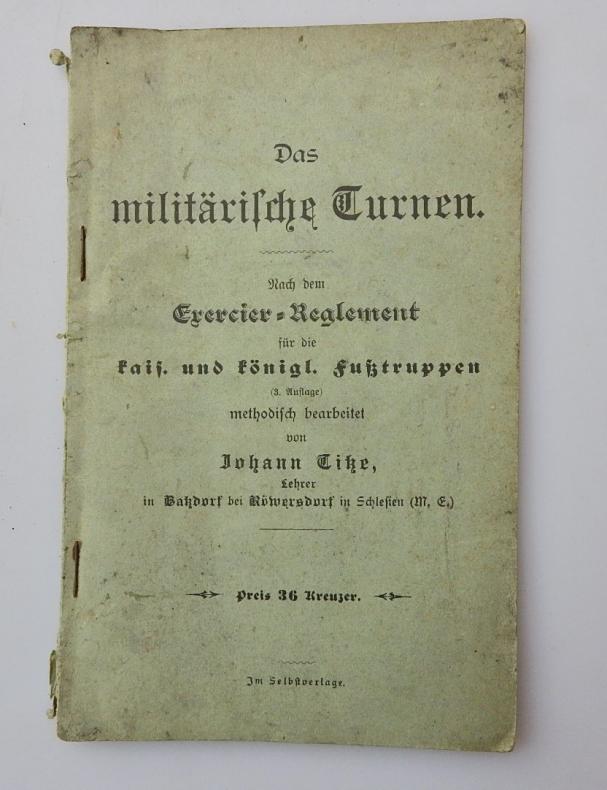 Das
militärische Turnen.
Nach dem
Exercier-Reglement
für die
kais. und königl. Fußtruppen
(3. Auflage)
methodisch bearbeitet
von
Johann Titze,
Lehrer
in Batzdorf bei Röwersdorf in Schlesien (M. E.)
Preis 36 Kreuzer.
Im Selbstverlage.